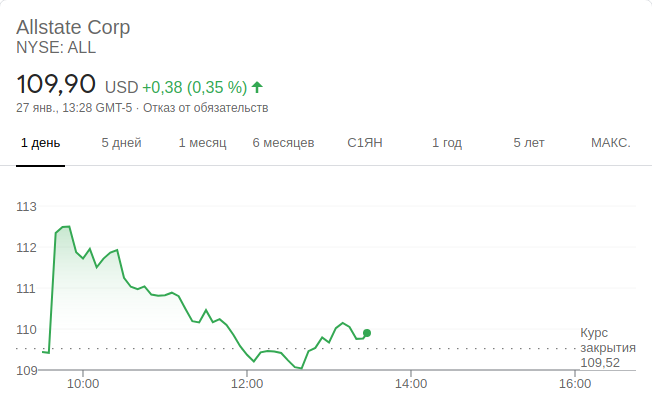 Allstate Corp
NYSE: ALL
109,90 USD +0,38 (0,35 %)
27 янв., 13:28 GMT-5 · Отказ от обязательств
1 день 5 дней 1 месяц 6 месяцев С1ЯН 1 год 5 лет МАКС.
113
112
111
110
109
Курс
закрытия
109,52
10:00 12:00 14:00 16:00